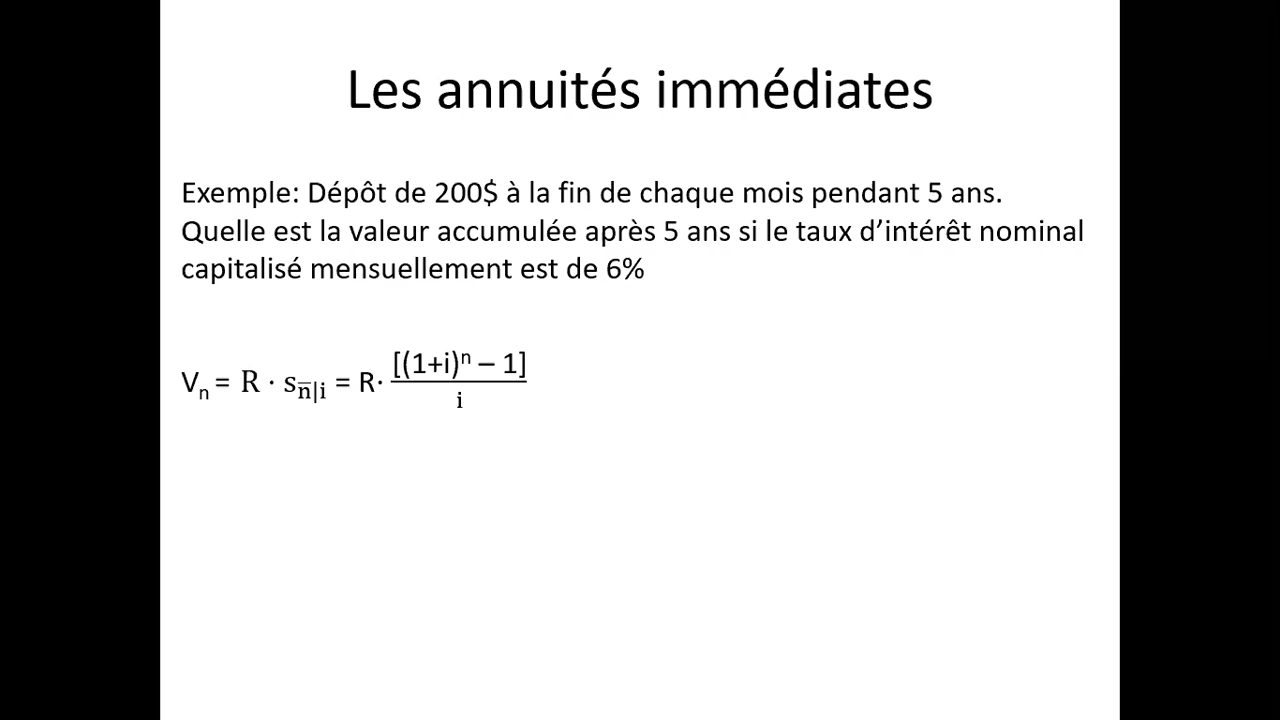 Les annuités immédiates
Exemple: Dépôt de 200$ à la fin de chaque mois pendant 5 ans.
Quelle est la valeur accumulée après 5 ans si le taux d’intérêt nominal
capitalisé mensuellement est de 6%
Vₙ = R · s n̅|i = R· [(1+i)ⁿ – 1]
i